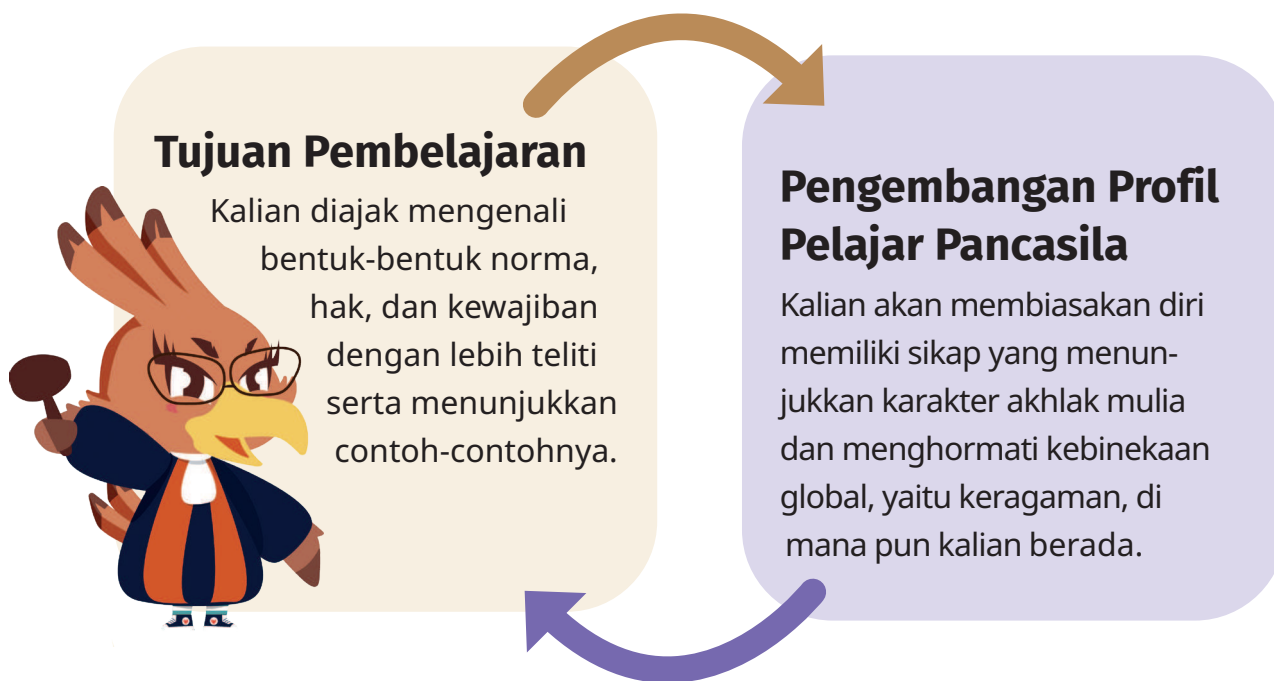 Tujuan Pembelajaran
Kalian diajak mengenali
bentuk-bentuk norma,
hak, dan kewajiban
dengan lebih teliti
serta menunjukkan
contoh-contohnya.
Pengembangan Profil
Pelajar Pancasila
Kalian akan membiasakan diri
memiliki sikap yang menun-
jukkan karakter akhlak mulia
dan menghormati kebinekaan
global, yaitu keragaman, di
mana pun kalian berada.